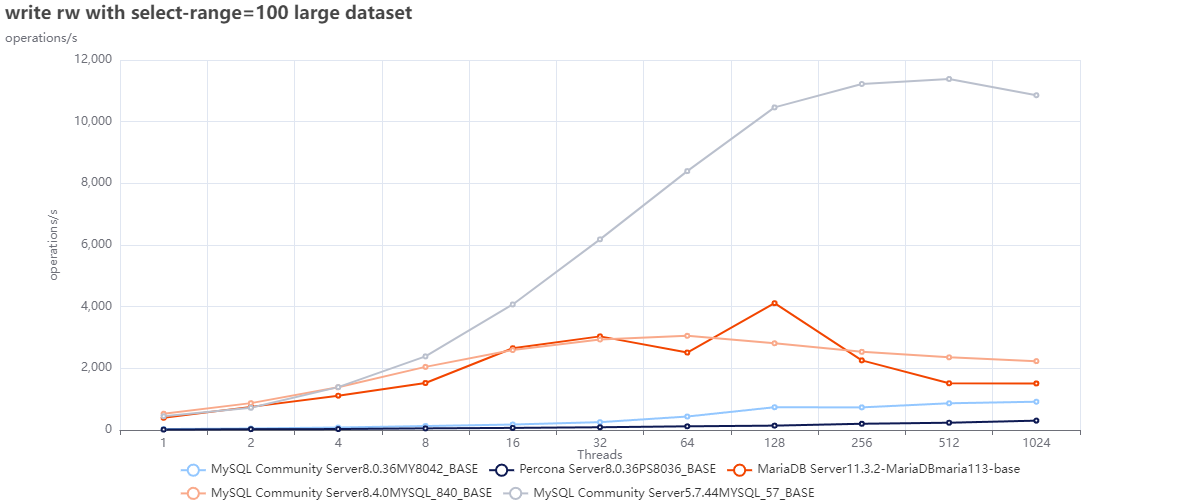 write rw with select-range=100 large dataset
operations/s
12,000
10,000
8,000
6,000
4,000
2,000
0
operations/s
1 2 4 8 16 32 64 128 256 512 1024
Threads
MySQL Community Server8.0.36MY8042_BASE Percona Server8.0.36PS8036_BASE MariaDB Server11.3.2-MariaDBmaria113-base
MySQL Community Server8.4.0MYSQL_840_BASE MySQL Community Server5.7.44MYSQL_57_BASE